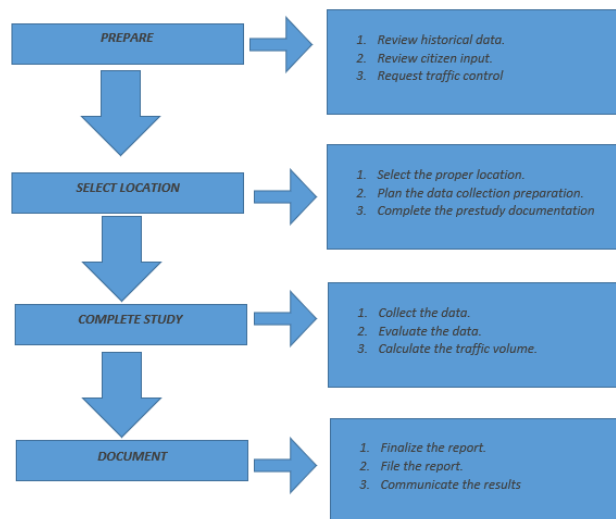 PREPARE
1. Review historical data.
2. Review citizen input.
3. Request traffic control
SELECT LOCATION
1. Select the proper location.
2. Plan the data collection preparation.
3. Complete the prestudy documentation
COMPLETE STUDY
1. Collect the data.
2. Evaluate the data.
3. Calculate the traffic volume.
DOCUMENT
1. Finalize the report.
2. File the report.
3. Communicate the results